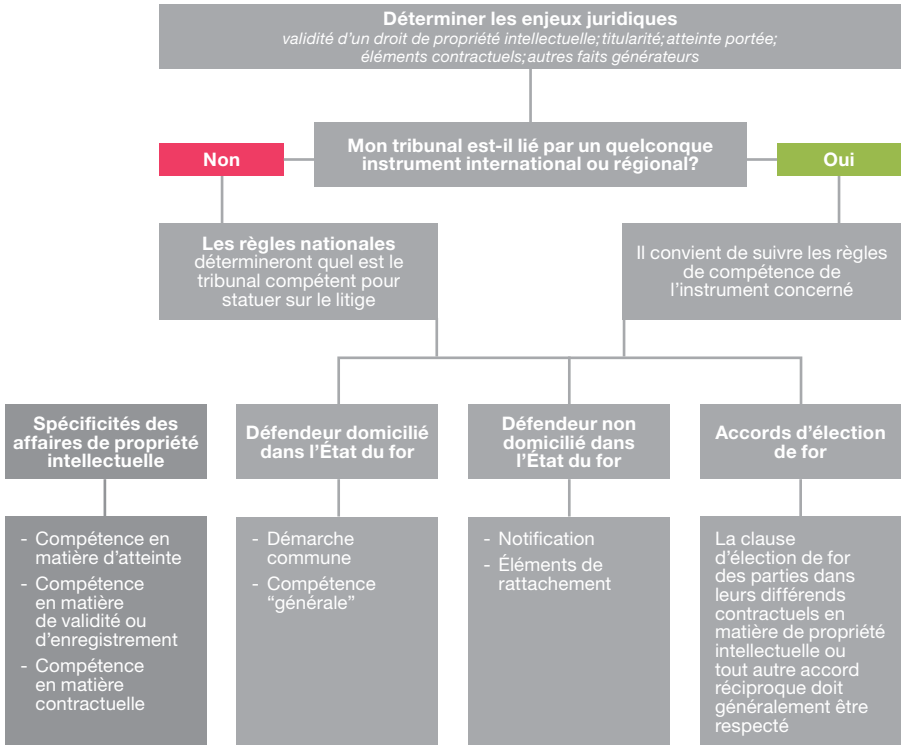 Déterminer les enjeux juridiques
validité d'un droit de propriété intellectuelle; titularité; atteinte portée;
éléments contractuels; autres faits générateurs
Mon tribunal est-il lié par un quelconque
instrument international ou régional?
Non
Oui
Les règles nationales
détermineront quel est le
tribunal compétent pour
statuer sur le litige
Il convient de suivre les règles
de compétence de
l'instrument concerné
Spécificités des
affaires de propriété
intellectuelle
Défendeur domicilié
dans l'État du for
Défendeur non
domicilié dans
l'État du for
Accords d'élection
de for
- Compétence en
matière d'atteinte
- Compétence
en matière
de validité ou
d'enregistrement
- Compétence
en matière
contractuelle
- Démarche
commune
- Compétence
"générale"
- Notification
- Éléments de
rattachement
La clause
d'élection de for
des parties dans
leurs différends
contractuels en
matière de propriété
intellectuelle ou
tout autre accord
réciproque doit
généralement être
respecté